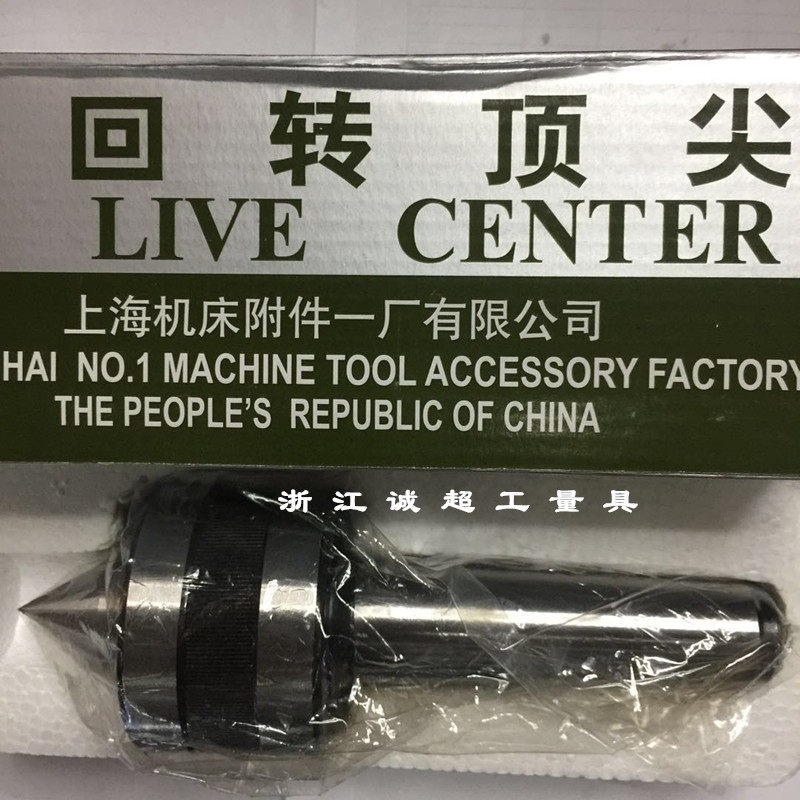 回转顶尖
LIVE CENTER
上海机床附件一厂有限公司
HAI NO.1 MACHINE TOOL ACCESSORY FACTORY
THE PEOPLE'S REPUBLIC OF CHINA
浙江诚超工量具